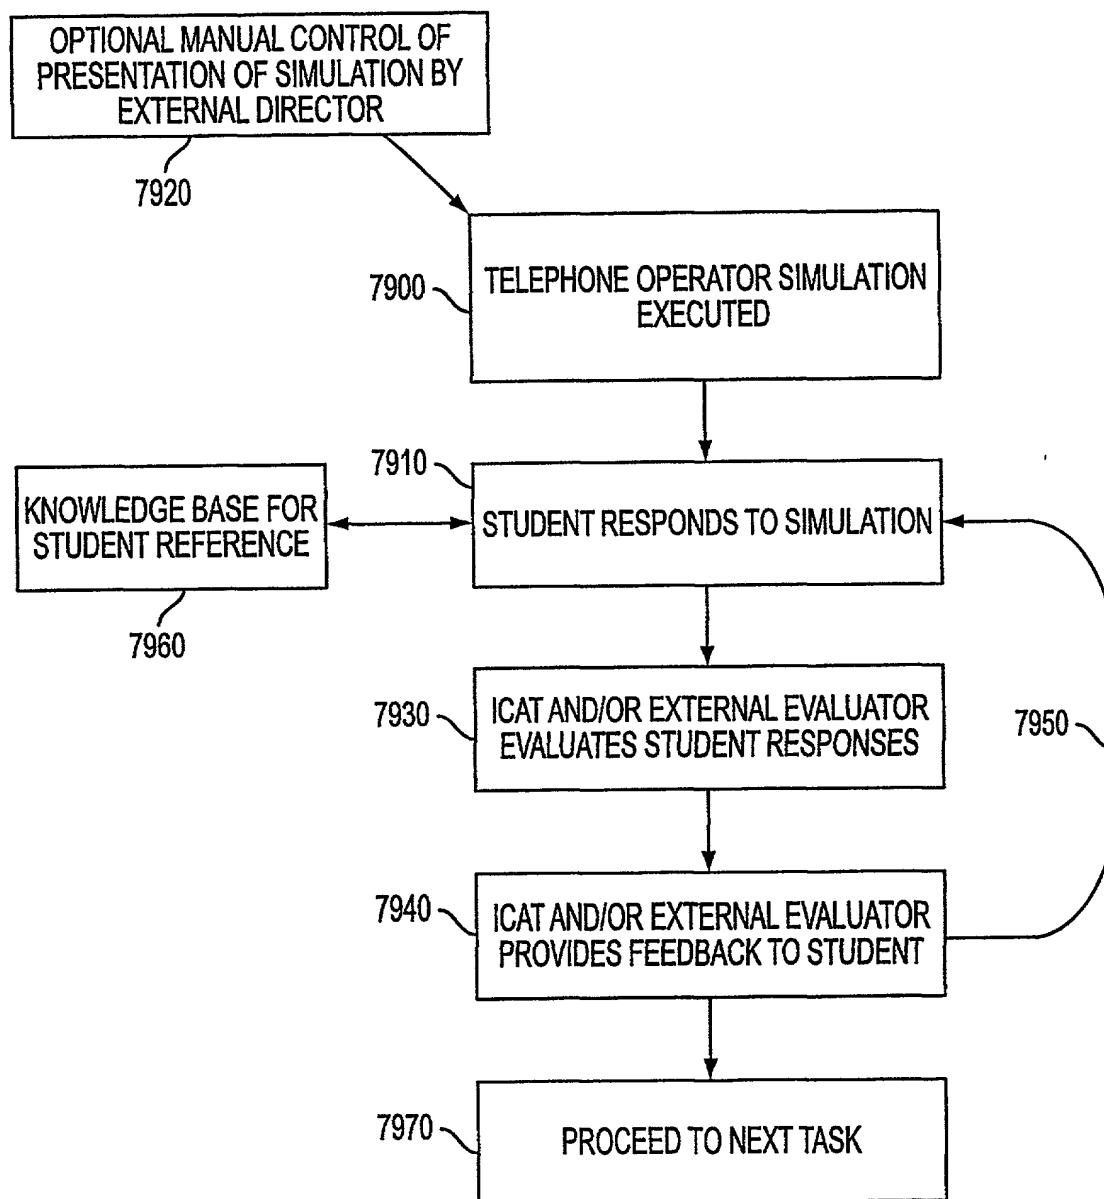 OPTIONAL MANUAL CONTROL OF
PRESENTATION OF SIMULATION BY
EXTERNAL DIRECTOR
7920
7900
TELEPHONE OPERATOR SIMULATION
EXECUTED
7910
STUDENT RESPONDS TO SIMULATION
KNOWLEDGE BASE FOR
STUDENT REFERENCE
7960
7930
ICAT AND/OR EXTERNAL EVALUATOR
EVALUATES STUDENT RESPONSES
7950
7940
ICAT AND/OR EXTERNAL EVALUATOR
PROVIDES FEEDBACK TO STUDENT
7970
PROCEED TO NEXT TASK